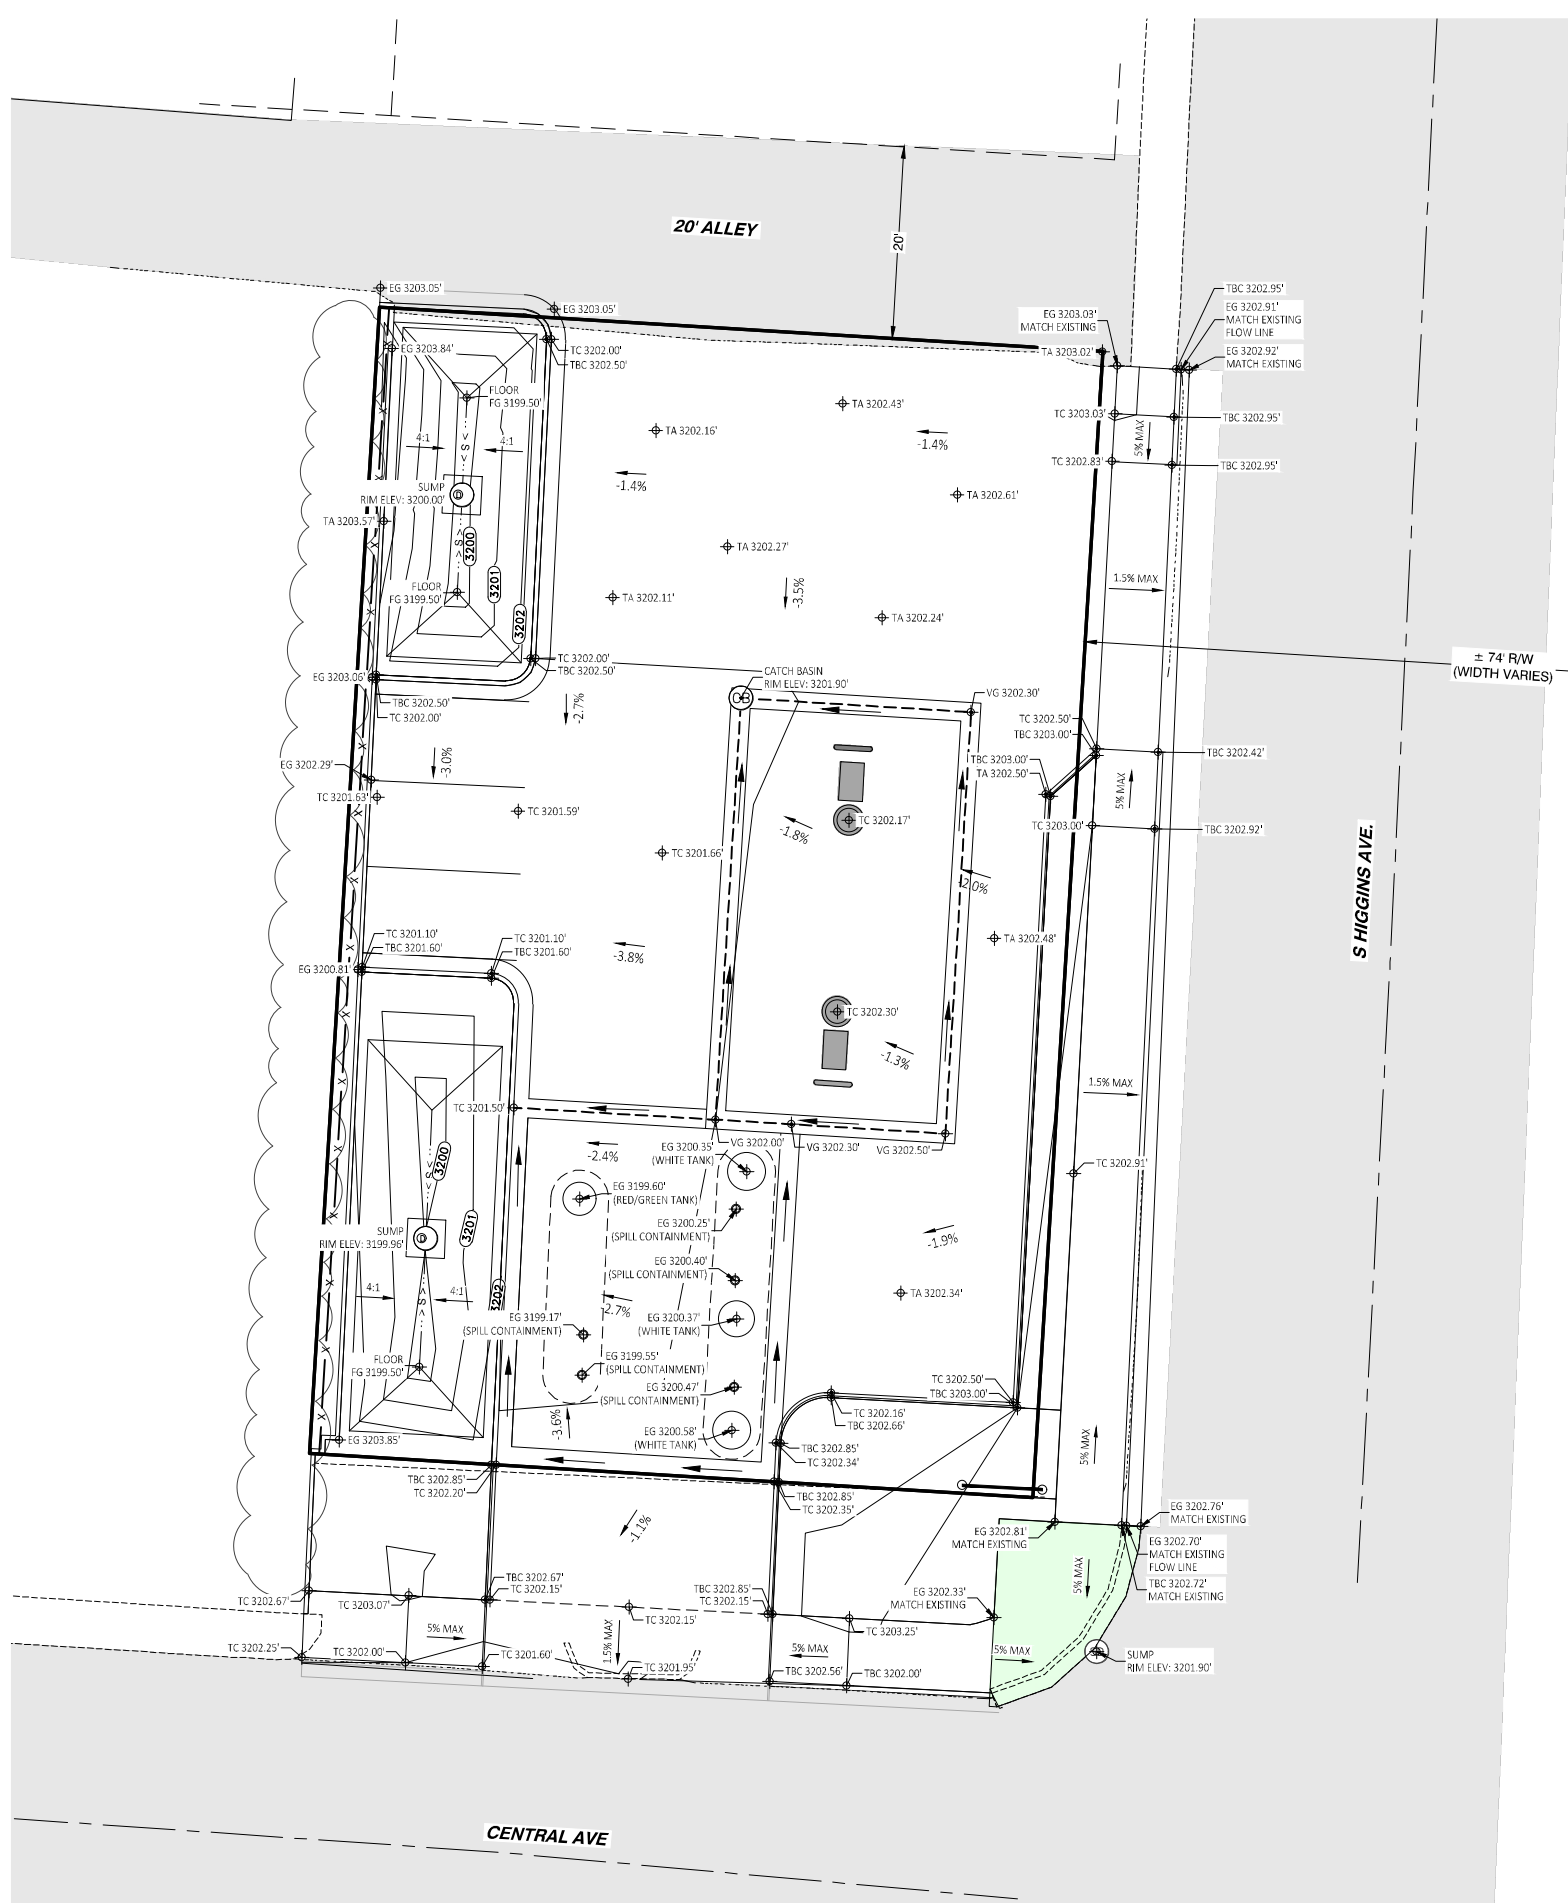 20' ALLEY
20'
EG 3203.05'
EG 3203.05'
EG 3203.03'
MATCH EXISTING
TA 3203.02'
TBC 3202.95'
EG 3202.91'
MATCH EXISTING
FLOW LINE
EG 3202.92'
MATCH EXISTING
EG 3203.84'
TC 3202.00'
TBC 3202.50'
FLOOR
FG 3199.50'
TA 3202.43'
TC 3203.03'
TBC 3202.95'
5% MAX
TA 3202.16'
-1.4%
4:1
4:1
TC 3202.83'
TBC 3202.95'
-1.4%
SUMP
RIM ELEV: 3200.00'
TA 3202.61'
TA 3203.57'
3200
TA 3202.27'
3201
FLOOR
FG 3199.50'
TA 3202.11'
-3.5%
1.5% MAX
3202
TA 3202.24'
TC 3202.00'
TBC 3202.50'
± 74' R/W
(WIDTH VARIES)
EG 3203.06'
CATCH BASIN
RIM ELEV: 3201.90'
CB
TBC 3202.50'
TC 3202.00'
-2.7%
VG 3202.30'
TC 3202.50'
TBC 3203.00'
TBC 3202.42'
-3.0%
EG 3202.29'
TBC 3203.00'
TA 3202.50'
5% MAX
TC 3201.63'
TC 3201.59'
TC 3202.17'
TC 3203.00'
TBC 3202.92'
-1.8%
TC 3201.66'
-2.0%
S HIGGINS AVE.
TC 3201.10'
TBC 3201.60'
TC 3201.10'
TBC 3201.60'
EG 3200.81'
-3.8%
TA 3202.48'
TC 3202.30'
-1.3%
1.5% MAX
TC 3201.50'
VG 3202.00'
VG 3202.30'
VG 3202.50'
EG 3200.35'
(WHITE TANK)
-2.4%
3200
TC 3202.91'
EG 3199.60'
(RED/GREEN TANK)
EG 3200.25'
(SPILL CONTAINMENT)
SUMP
RIM ELEV: 3199.96'
3201
-1.9%
EG 3200.40'
(SPILL CONTAINMENT)
4:1
4:1
3202
-2.7%
TA 3202.34'
EG 3199.17'
(SPILL CONTAINMENT)
EG 3200.37'
(WHITE TANK)
FLOOR
FG 3199.50'
EG 3199.55'
(SPILL CONTAINMENT)
EG 3200.47'
(SPILL CONTAINMENT)
TC 3202.50'
TBC 3203.00'
TC 3202.16'
TBC 3202.66'
-3.6%
EG 3200.58'
(WHITE TANK)
EG 3203.85'
TBC 3202.85'
TC 3202.34'
5% MAX
TBC 3202.85'
TC 3202.20'
TBC 3202.85'
TC 3202.35'
EG 3202.76'
MATCH EXISTING
-1.1%
EG 3202.81'
MATCH EXISTING
EG 3202.70'
MATCH EXISTING
FLOW LINE
5% MAX
TBC 3202.72'
MATCH EXISTING
TBC 3202.67'
TC 3202.15'
TC 3202.67'
TC 3203.07'
TBC 3202.85'
TC 3202.15'
EG 3202.33'
MATCH EXISTING
TC 3202.15'
TC 3203.25'
5% MAX
1.5% MAX
5% MAX
5% MAX
TC 3202.25'
TC 3202.00'
TC 3201.60'
TC 3201.95'
TBC 3202.56'
TBC 3202.00'
SUMP
RIM ELEV: 3201.90'
CENTRAL AVE